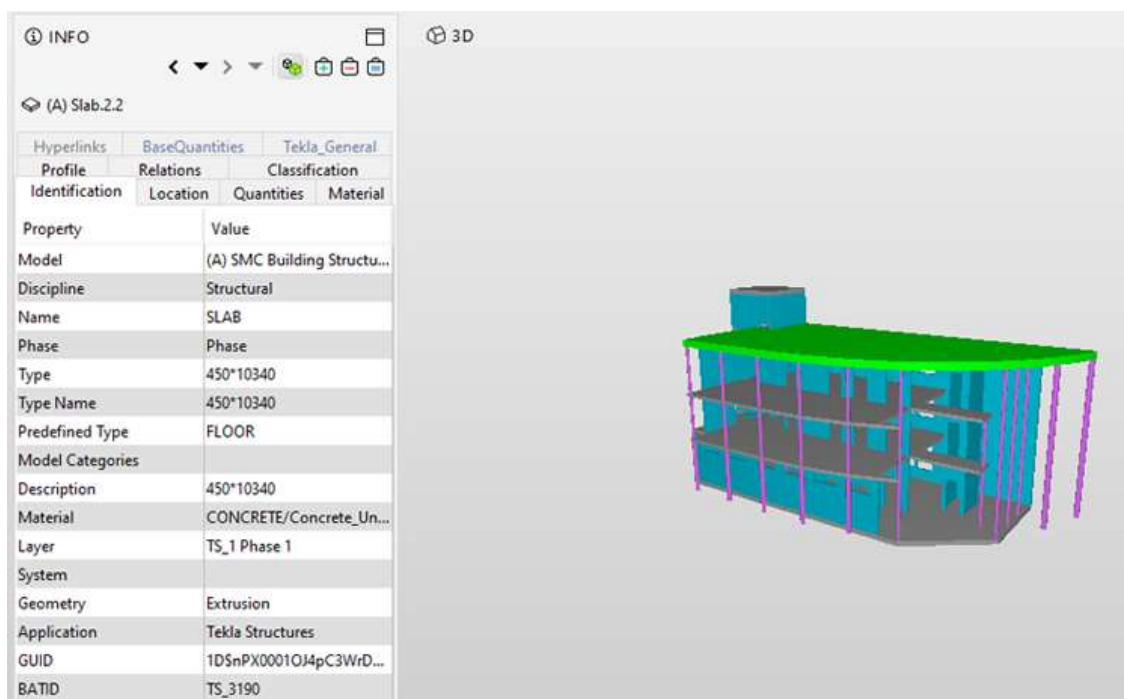 INFO
3D
(A) Slab.2.2
Hyperlinks BaseQuantities Tekla_General
Profile Relations Classification
Identification Location Quantities Material
Property Value
Model (A) SMC Building Structu...
Discipline Structural
Name SLAB
Phase Phase
Type 450*10340
Type Name 450*10340
Predefined Type FLOOR
Model Categories
Description 450*10340
Material CONCRETE/Concrete_Un...
Layer TS_1 Phase 1
System
Geometry Extrusion
Application Tekla Structures
GUID 1DSnPX0001OJ4pC3WrD...
BATID TS_3190